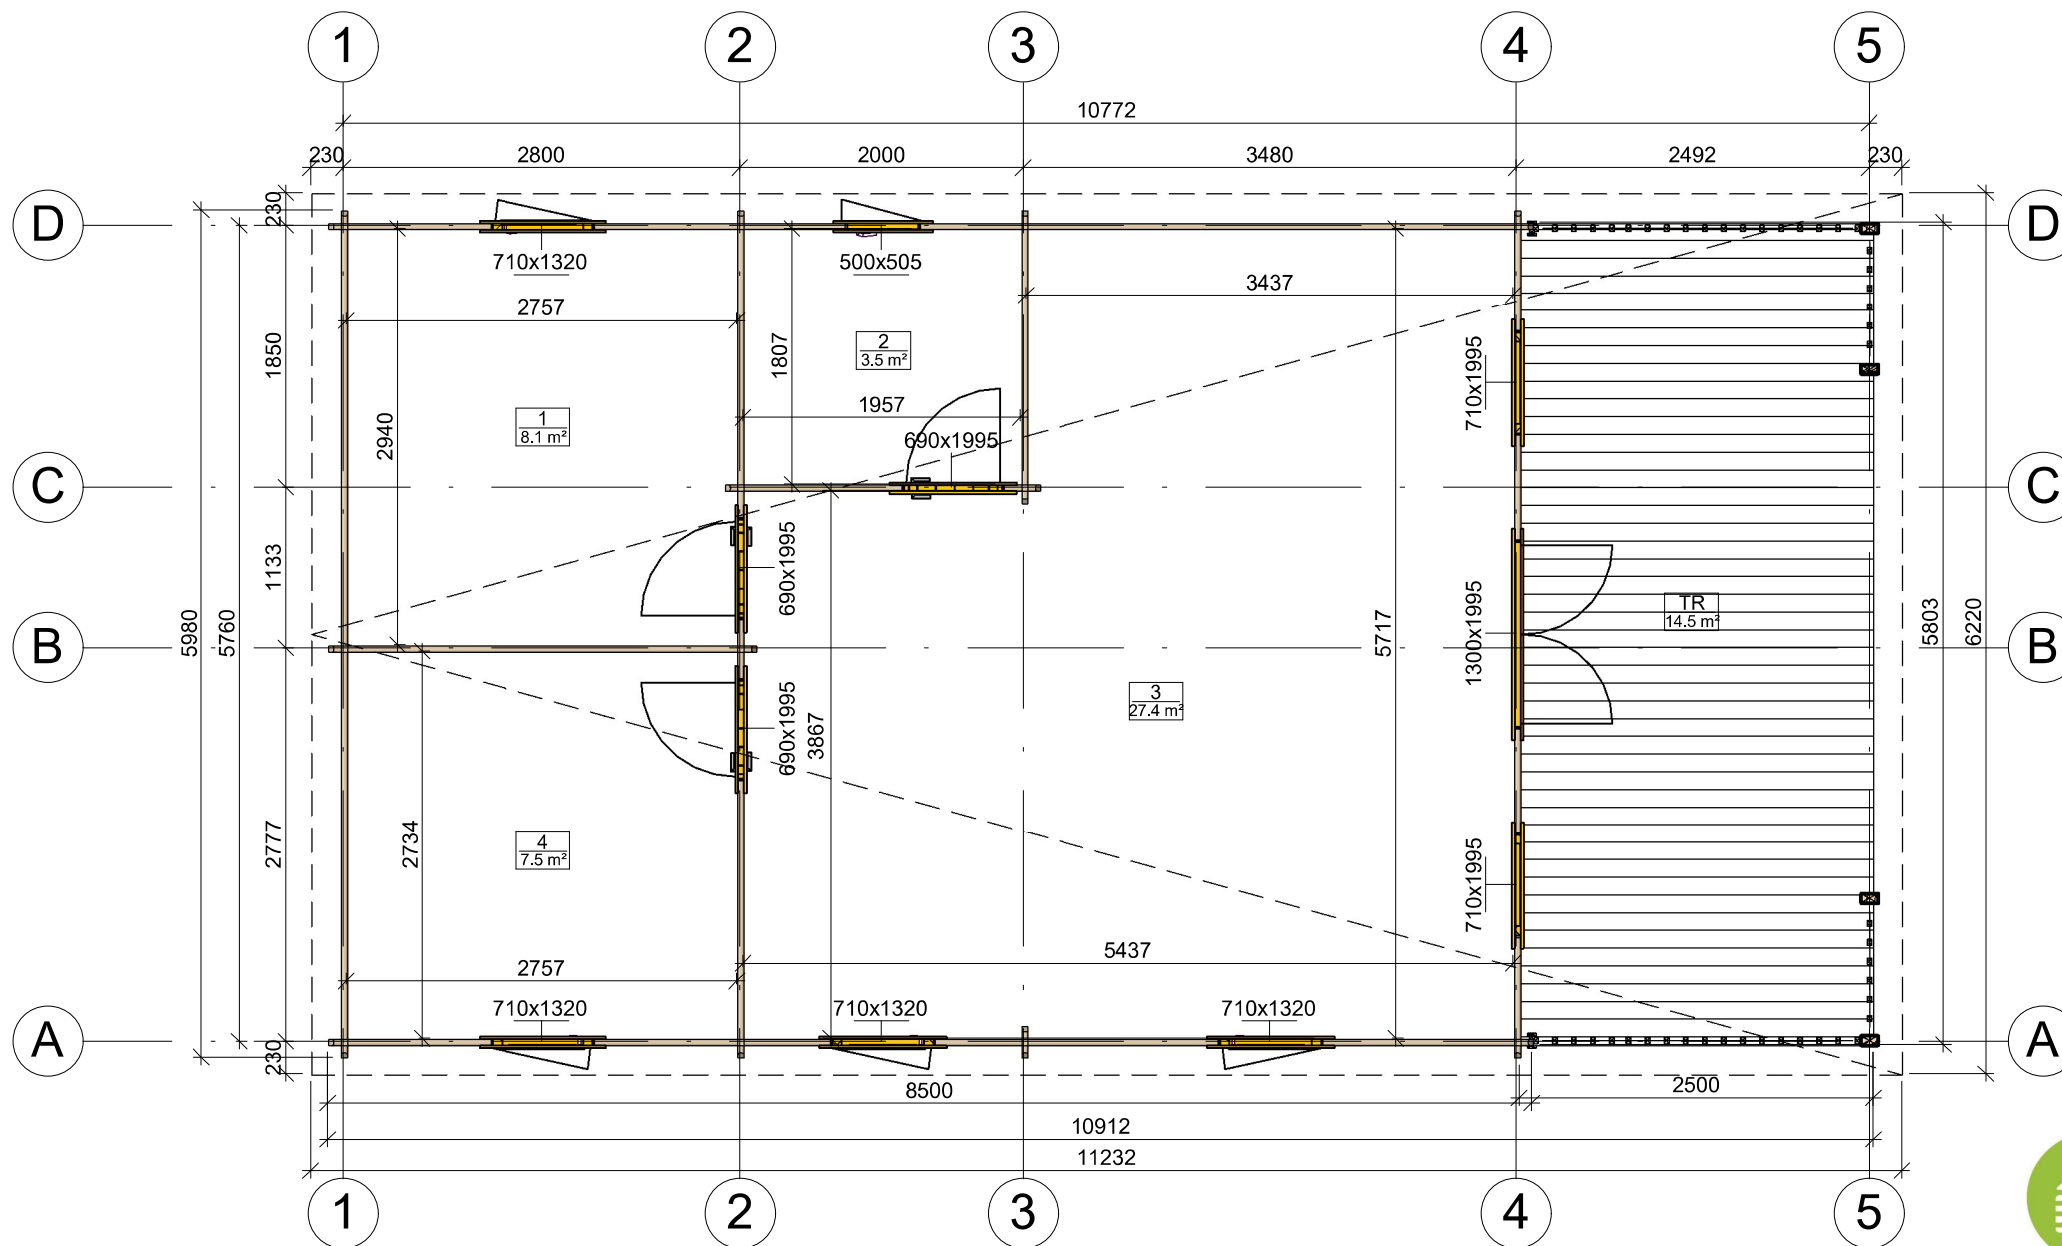 1 2 3 4 5
10772
230 2800 2000 3480 2492 230
D D
230
710x1320 500x505
3437
2757
1850
1807
710x1995
2
3.5 m²
1957
1
8.1 m²
2940
690x1995
C C
1133
690x1995
1300x1995
TR
14.5 m²
5980
5760
5717
5803
6220
B B
690x1995
3
27.4 m²
3867
2777
2734
4
7.5 m²
710x1995
5437
2757
710x1320 710x1320 710x1320
A A
230
8500 2500
10912
11232
1 2 3 4 5